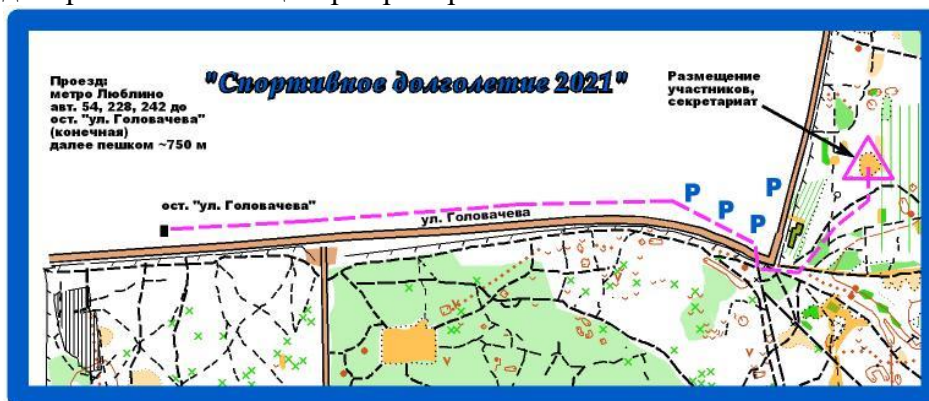 "Спортивное долголетие 2021"
Проезд:
метро Люблино
авт. 54, 228, 242 до
ост. "ул. Головачева"
(конечная)
далее пешком ~750 м
Размещение
участников,
секретариат
ост. "ул. Головачева"
ул. Головачева
P
P
P
P